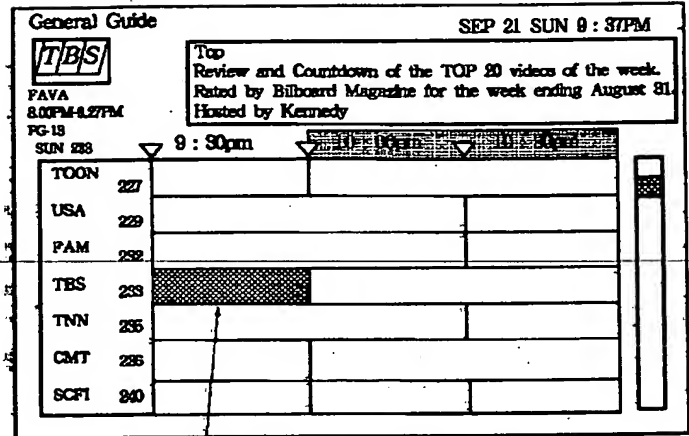 General Guide
SEP 21 SUN 9 : 37PM
TBS
Top
Review and Countdown of the TOP 20 videos of the week.
Rated by Bilboard Magazine for the week ending August 31.
Hosted by Kennedy
FAVA
8.00PM-8.27PM
PG-13
SUN 233
9 : 30pm
10 : 00pm
10 : 30pm
TOON 227
USA 229
FAM 232
TBS 233
TNN 235
CMT 236
SCFI 240